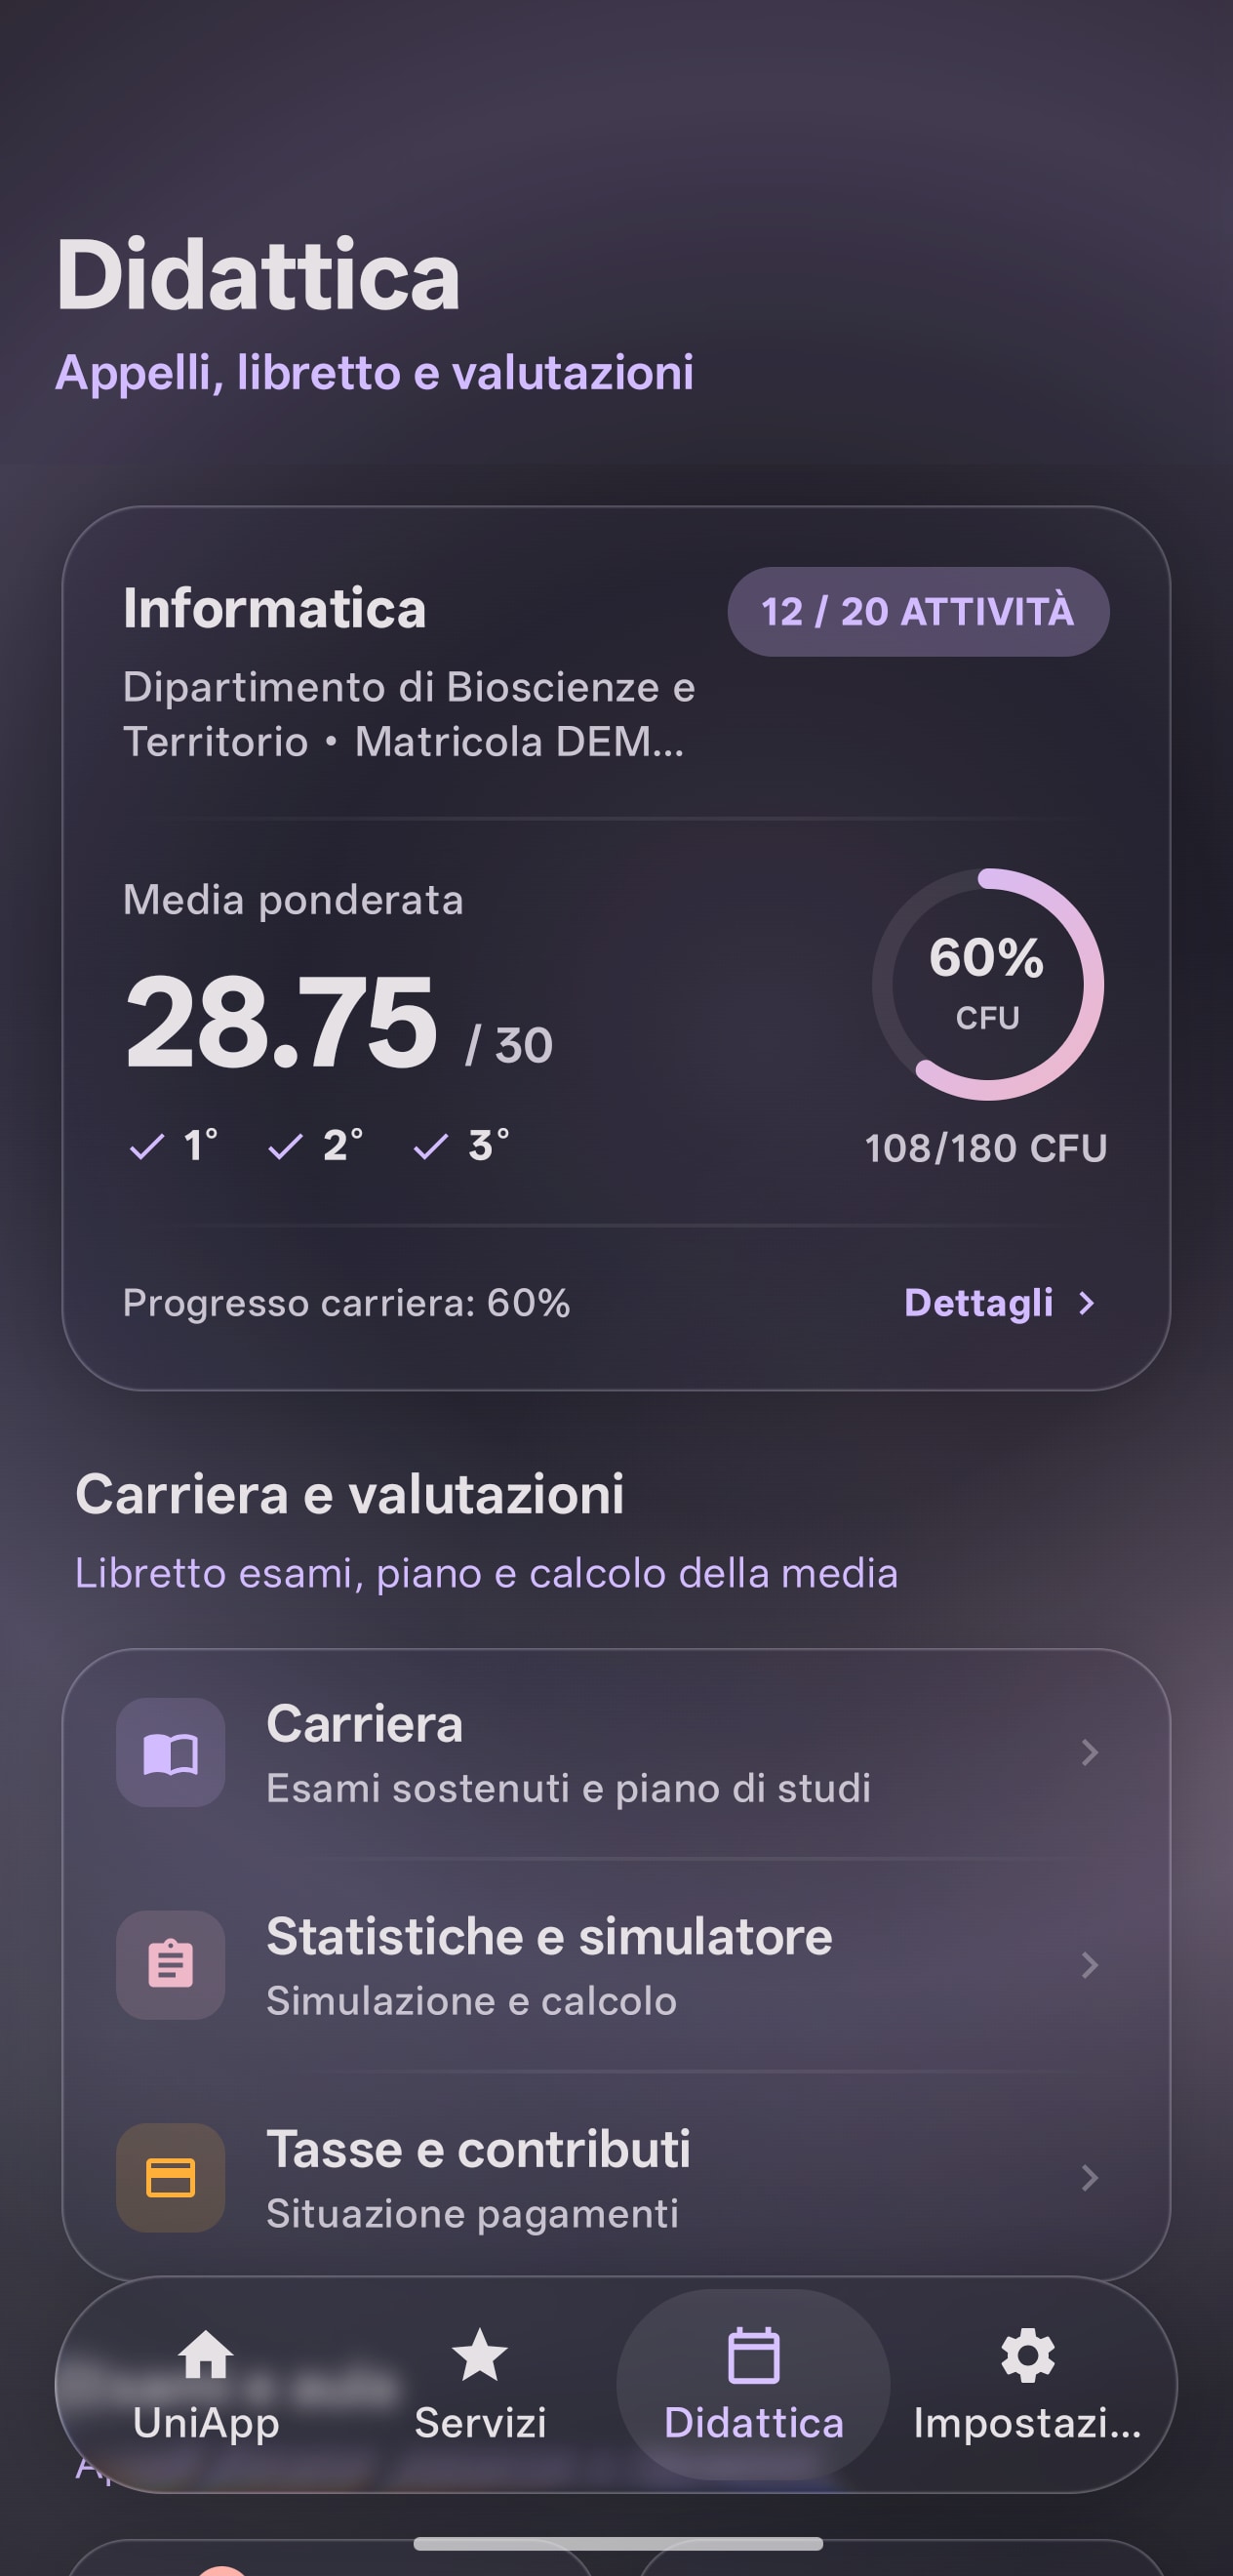 Didattica
Appelli, libretto e valutazioni
Informatica
12 / 20 ATTIVITÀ
Dipartimento di Bioscienze e
Territorio • Matricola DEM...
Media ponderata
28.75 / 30
60%
CFU
1° 2° 3°
108/180 CFU
Progresso carriera: 60%
Dettagli
Carriera e valutazioni
Libretto esami, piano e calcolo della media
Carriera
Esami sostenuti e piano di studi
Statistiche e simulatore
Simulazione e calcolo
Tasse e contributi
Situazione pagamenti
UniApp
Servizi
Didattica
Impostazi...